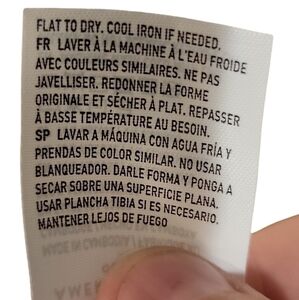 FLAT TO DRY. COOL IRON IF NEEDED.
FR LAVER À LA MACHINE À L'EAU FROIDE
AVEC COULEURS SIMILAIRES. NE PAS
JAVELLISER. REDONNER LA FORME
ORIGINALE ET SÉCHER À PLAT. REPASSER
À BASSE TEMPÉRATURE AU BESOIN.
SP LAVAR A MÁQUINA CON AGUA FRÍA Y
PRENDAS DE COLOR SIMILAR. NO USAR
BLANQUEADOR. DARLE FORMA Y PONGA A
SECAR SOBRE UNA SUPERFICIE PLANA.
USAR PLANCHA TIBIA SI ES NECESARIO.
MANTENER LEJOS DE FUEGO